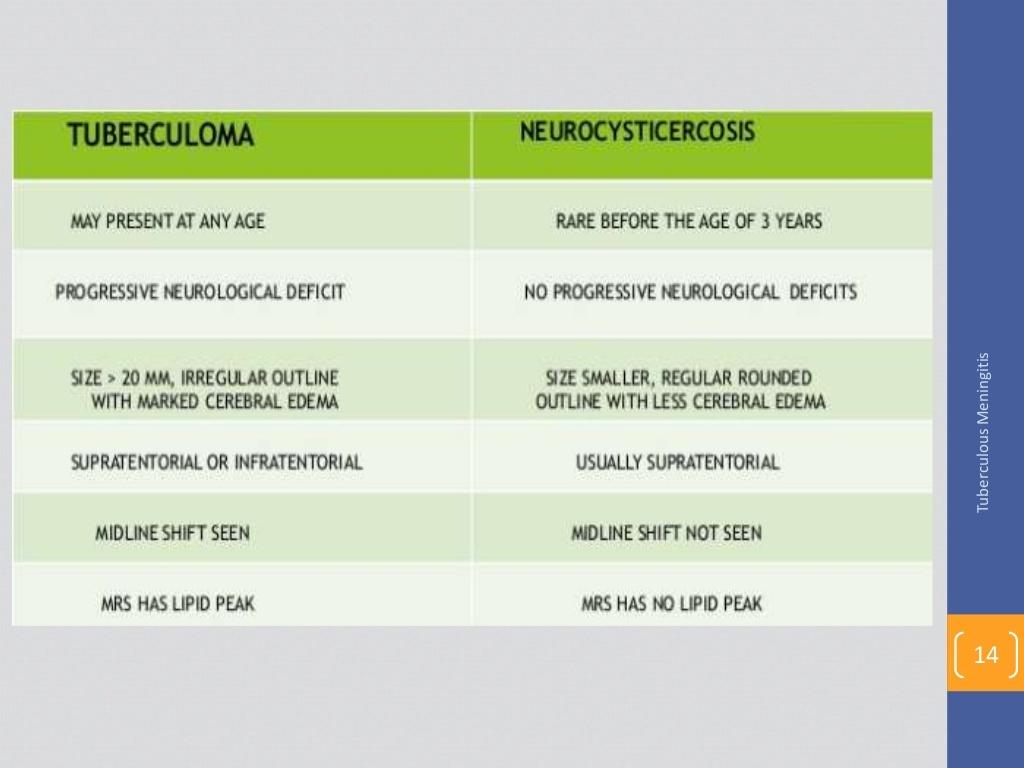 TUBERCULOMA
NEUROCYSTICERCOSIS
MAY PRESENT AT ANY AGE
RARE BEFORE THE AGE OF 3 YEARS
PROGRESSIVE NEUROLOGICAL DEFICIT
NO PROGRESSIVE NEUROLOGICAL DEFICITS
SIZE > 20 MM, IRREGULAR OUTLINE
WITH MARKED CEREBRAL EDEMA
SIZE SMALLER, REGULAR ROUNDED
OUTLINE WITH LESS CEREBRAL EDEMA
SUPRATENTORIAL OR INFRATENTORIAL
USUALLY SUPRATENTORIAL
MIDLINE SHIFT SEEN
MIDLINE SHIFT NOT SEEN
MRS HAS LIPID PEAK
MRS HAS NO LIPID PEAK
Tuberculous Meningitis
14